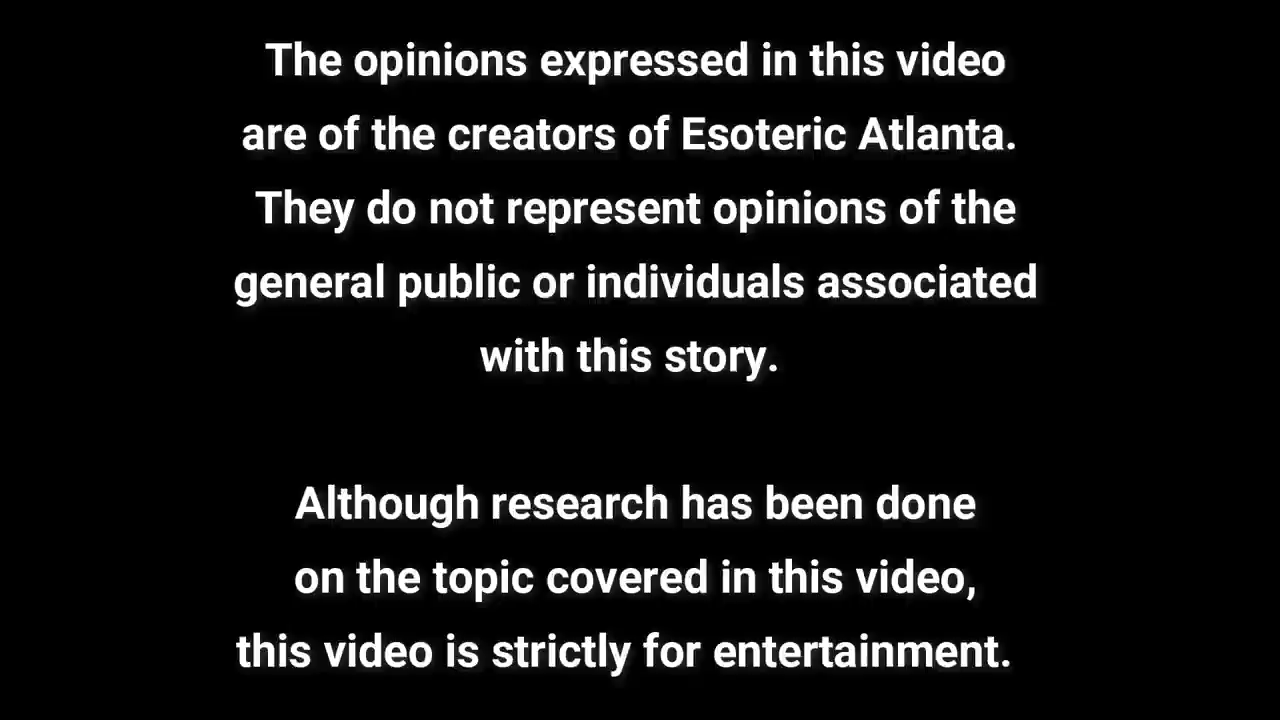 The opinions expressed in this video
are of the creators of Esoteric Atlanta.
They do not represent opinions of the
general public or individuals associated
with this story.
Although research has been done
on the topic covered in this video,
this video is strictly for entertainment.